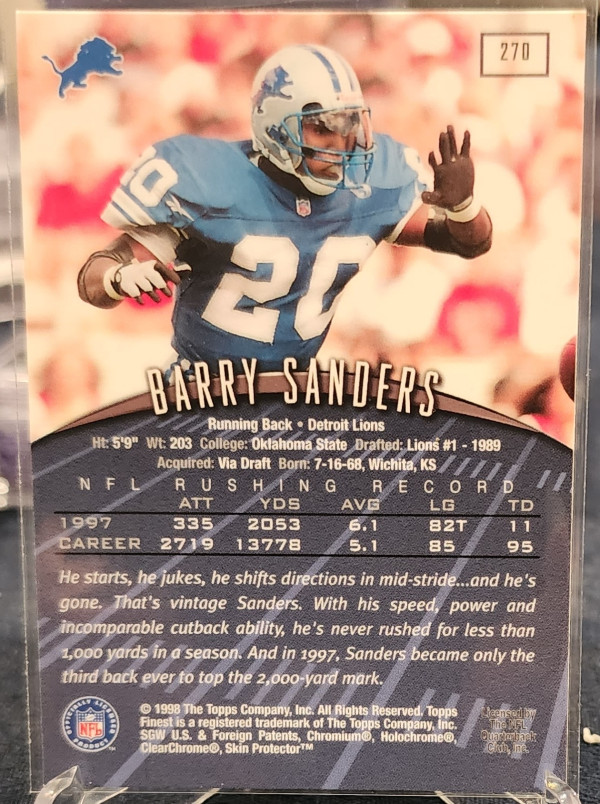 270
20
20
BARRY SANDERS
Running Back • Detroit Lions
Ht: 5'9" Wt: 203 College: Oklahoma State Drafted: Lions #1 - 1989
Acquired: Via Draft Born: 7-16-68, Wichita, KS
NFL RUSHING RECORD
ATT YDS AVG LG TD
1997 335 2053 6.1 82T 11
CAREER 2719 13778 5.1 85 95
He starts, he jukes, he shifts directions in mid-stride...and he's
gone. That's vintage Sanders. With his speed, power and
incomparable cutback ability, he's never rushed for less than
1,000 yards in a season. And in 1997, Sanders became only the
third back ever to top the 2,000-yard mark.
OFFICIALLY LICENSED
NFL
PRODUCT
© 1998 The Topps Company, Inc. All Rights Reserved. Topps
Finest is a registered trademark of The Topps Company, Inc.
SGW U.S. & Foreign Patents, Chromium®, Holochrome®,
ClearChrome®, Skin Protector™
Licensed by
The NFL
Quarterback
Club, Inc.